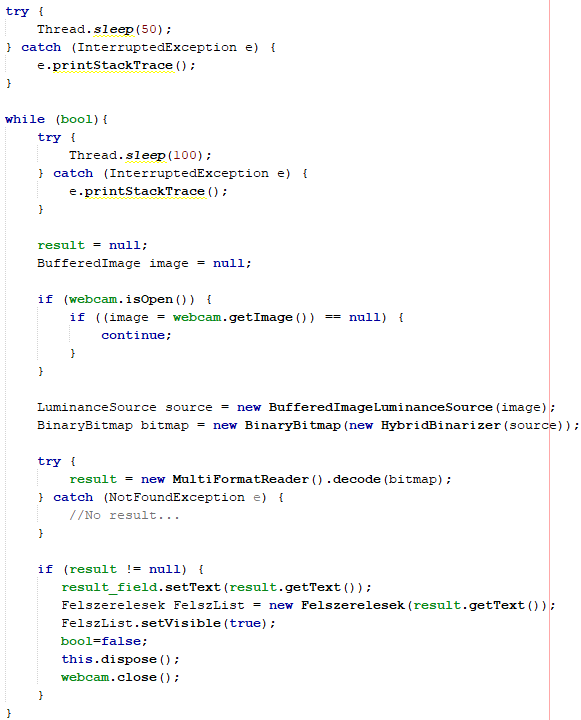 try {
    Thread.sleep(50);
} catch (InterruptedException e) {
    e.printStackTrace();
}
while (bool){
    try {
        Thread.sleep(100);
    } catch (InterruptedException e) {
        e.printStackTrace();
    }
    result = null;
    BufferedImage image = null;
    if (webcam.isOpen()) {
        if ((image = webcam.getImage()) == null) {
            continue;
        }
    }
    LuminanceSource source = new BufferedImageLuminanceSource(image);
    BinaryBitmap bitmap = new BinaryBitmap(new HybridBinarizer(source));
    try {
        result = new MultiFormatReader().decode(bitmap);
    } catch (NotFoundException e) {
        //No result...
    }
    if (result != null) {
       result_field.setText(result.getText());
       Felszerelesek FelszList = new Felszerelesek(result.getText());
       FelszList.setVisible(true);
       bool=false;
       this.dispose();
       webcam.close();
    }
}